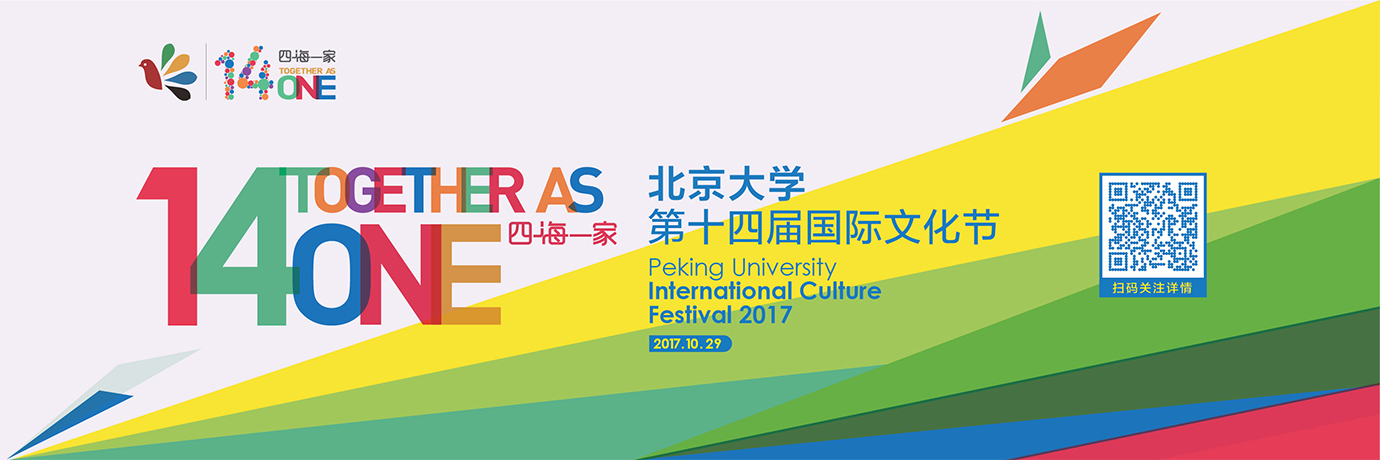 14
四海一家
TOGETHER AS
ONE
14
TOGETHER AS
ONE
四海一家
北京大学
第十四届国际文化节
Peking University
International Culture
Festival 2017
2017.10.29
扫码关注详情